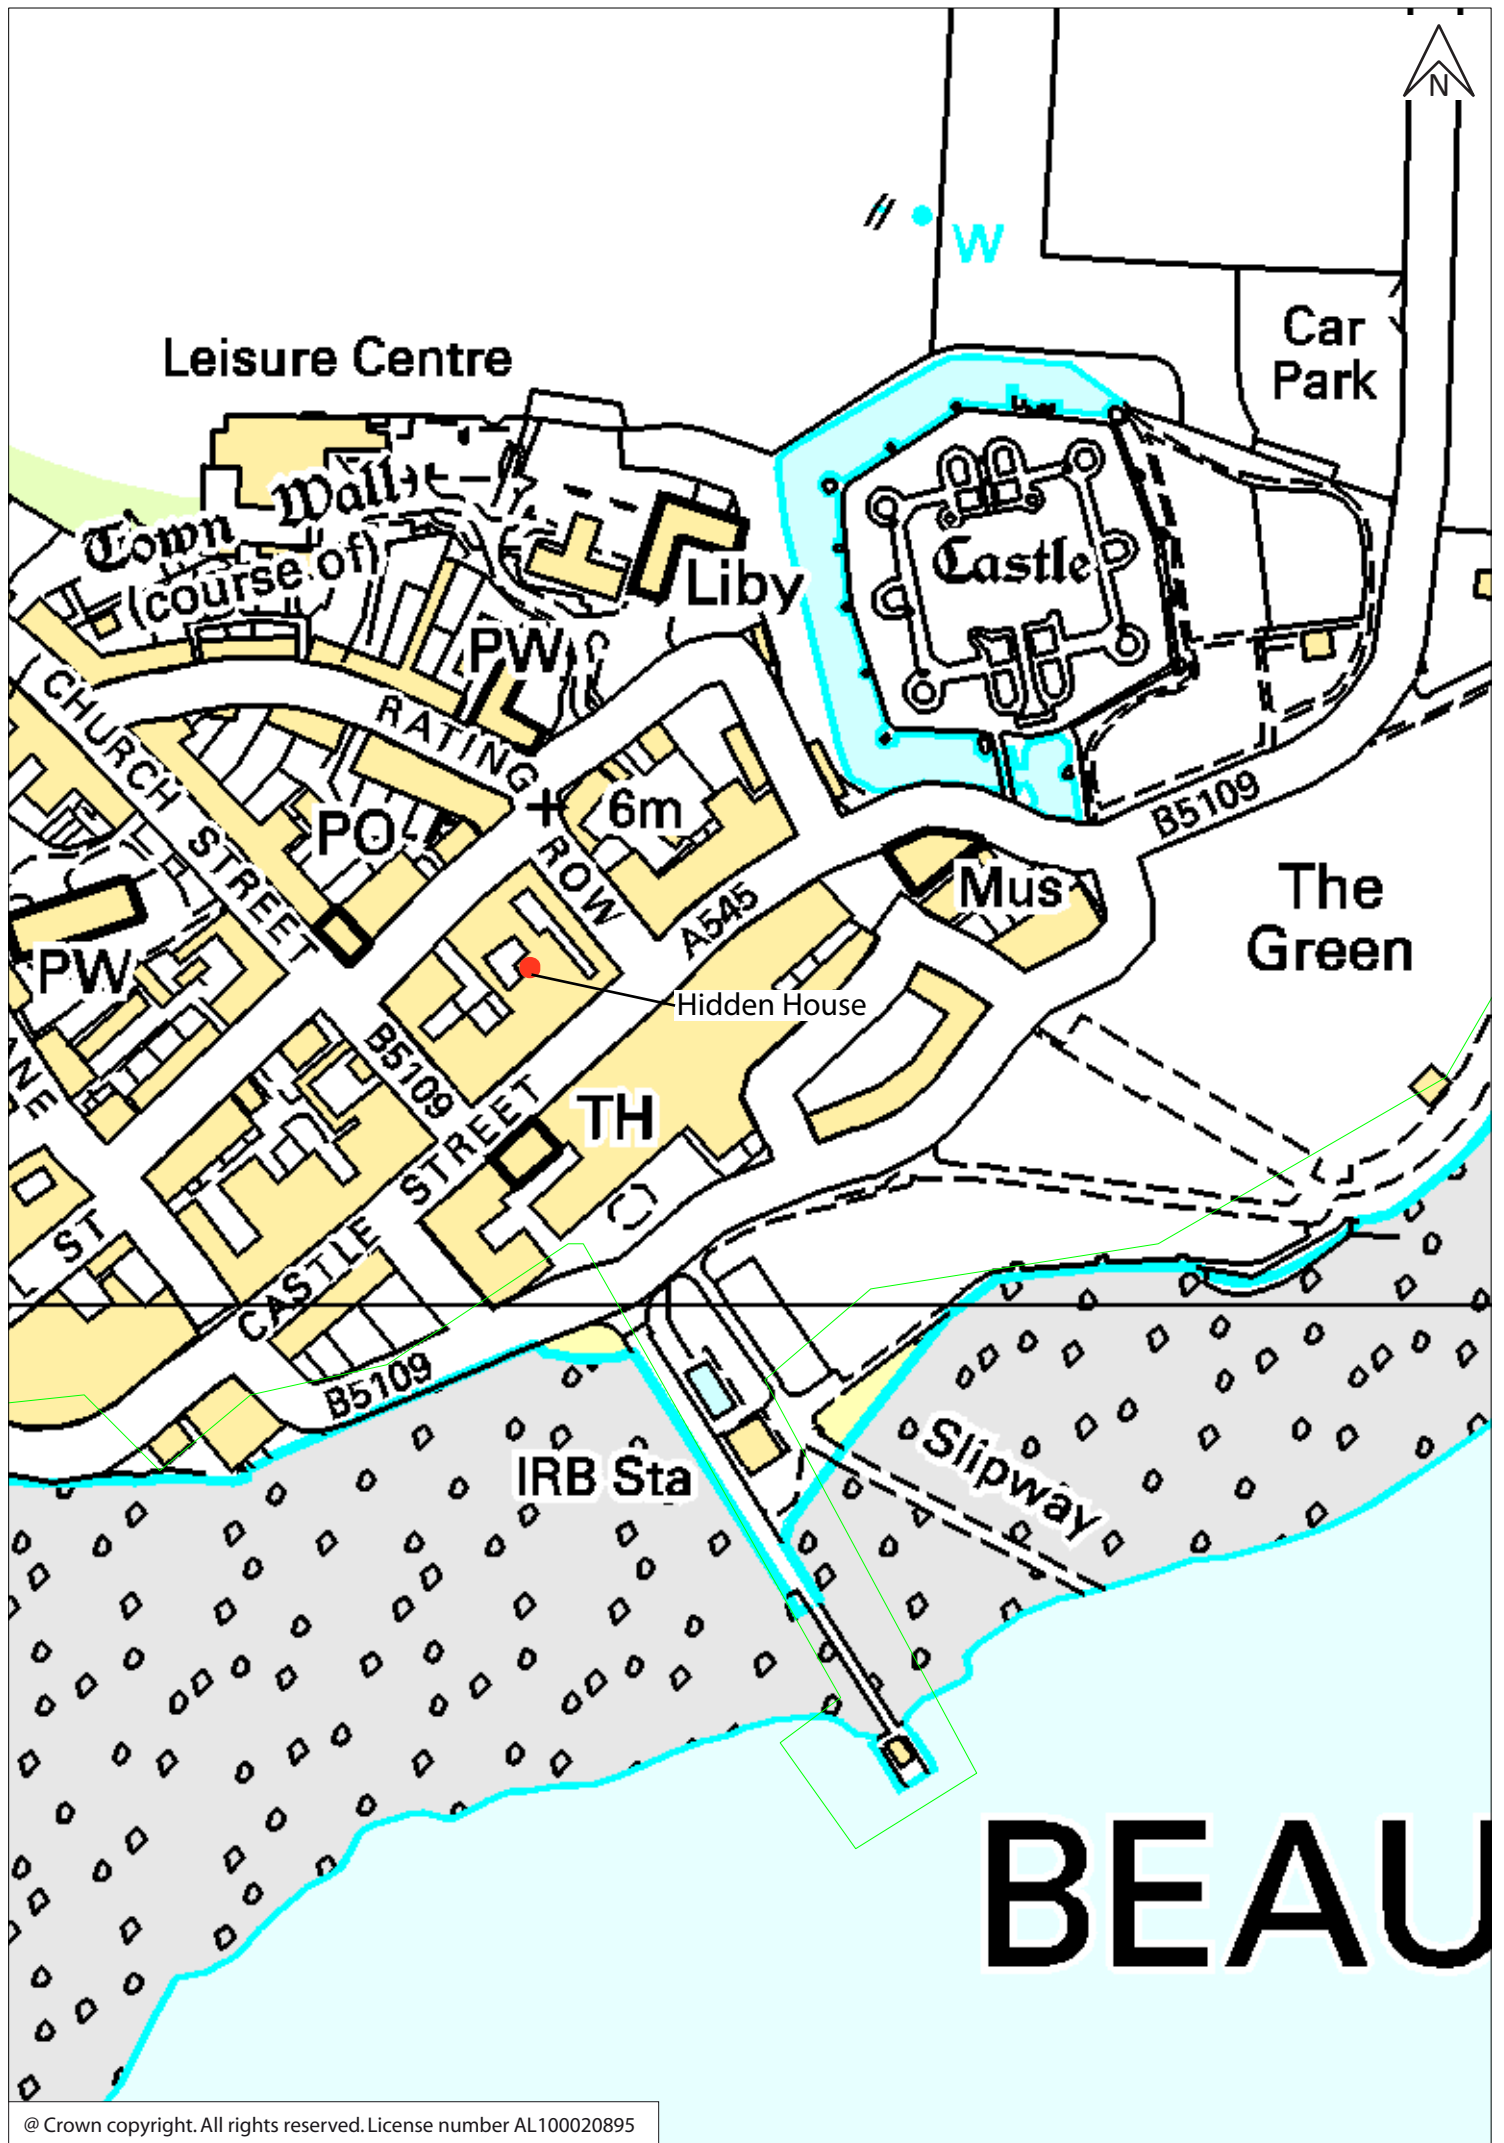 N
W
Car
Park
Leisure Centre
Town Wall
(course of)
Castle
Liby
PW
RATING
ROW
CHURCH STREET
PO
6m
B5109
A545
Mus
The
Green
PW
Hidden House
B5109
TH
CASTLE STREET
ST
B5109
IRB Sta
Slipway
BEAU
@ Crown copyright. All rights reserved. License number AL100020895